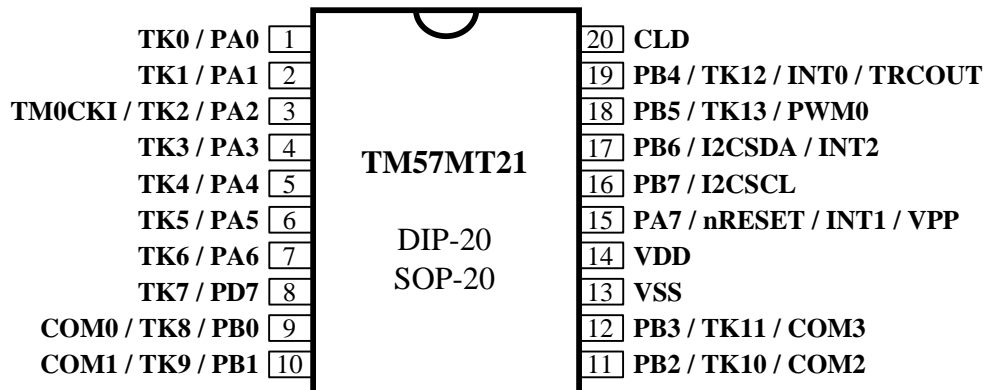 TK0 / PA0 1 20 CLD
TK1 / PA1 2 19 PB4 / TK12 / INT0 / TRCOUT
TM0CKI / TK2 / PA2 3 18 PB5 / TK13 / PWM0
TK3 / PA3 4 17 PB6 / I2CSDA / INT2
TM57MT21
TK4 / PA4 5 16 PB7 / I2CSCL
TK5 / PA5 6 15 PA7 / nRESET / INT1 / VPP
DIP-20
TK6 / PA6 7 14 VDD
SOP-20
TK7 / PD7 8 13 VSS
COM0 / TK8 / PB0 9 12 PB3 / TK11 / COM3
COM1 / TK9 / PB1 10 11 PB2 / TK10 / COM2